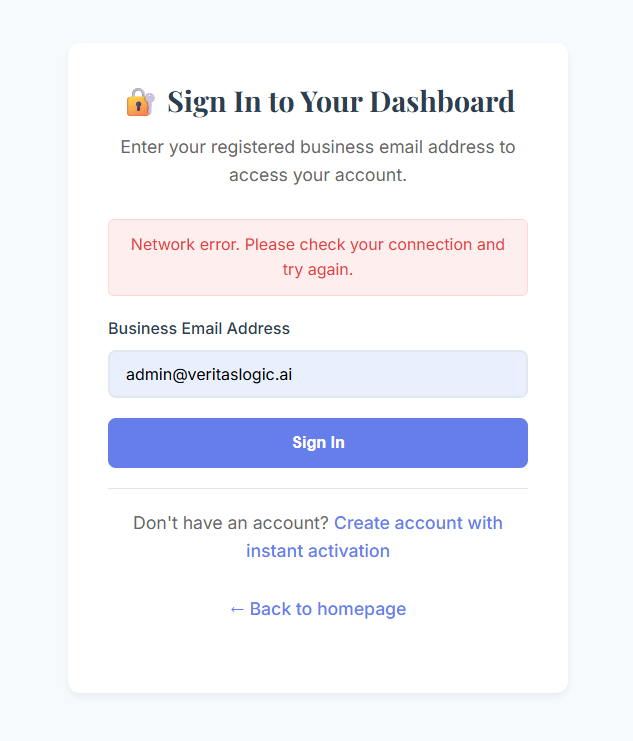 🔐 Sign In to Your Dashboard
Enter your registered business email address to
access your account.
Network error. Please check your connection and
try again.
Business Email Address
admin@veritaslogic.ai
Sign In
Don't have an account? Create account with
instant activation
← Back to homepage